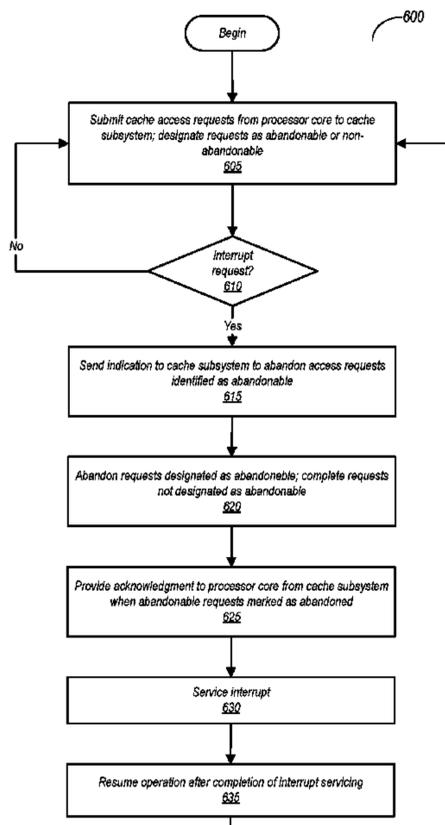 600
Begin
Submit cache access requests from processor core to cache
subsystem; designate requests as abandonable or non-
abandonable
605
No
Interrupt
request?
610
Yes
Send indication to cache subsystem to abandon access requests
identified as abandonable
615
Abandon requests designated as abandonable; complete requests
not designated as abandonable
620
Provide acknowledgment to processor core from cache subsystem
when abandonable requests marked as abandoned
625
Service interrupt
630
Resume operation after completion of interrupt servicing
635